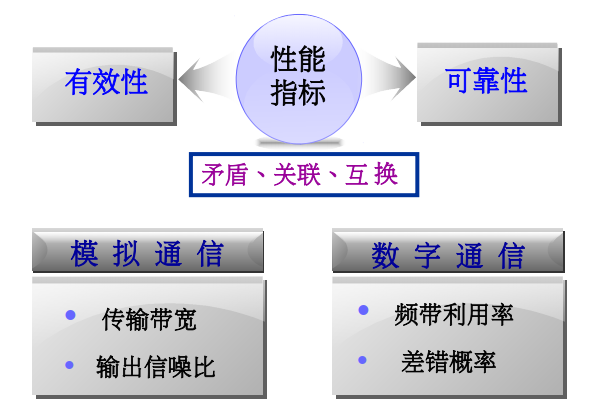 性能
指标
有效性
可靠性
矛盾、关联、互换
模拟通信
传输带宽
输出信噪比
数字通信
频带利用率
差错概率